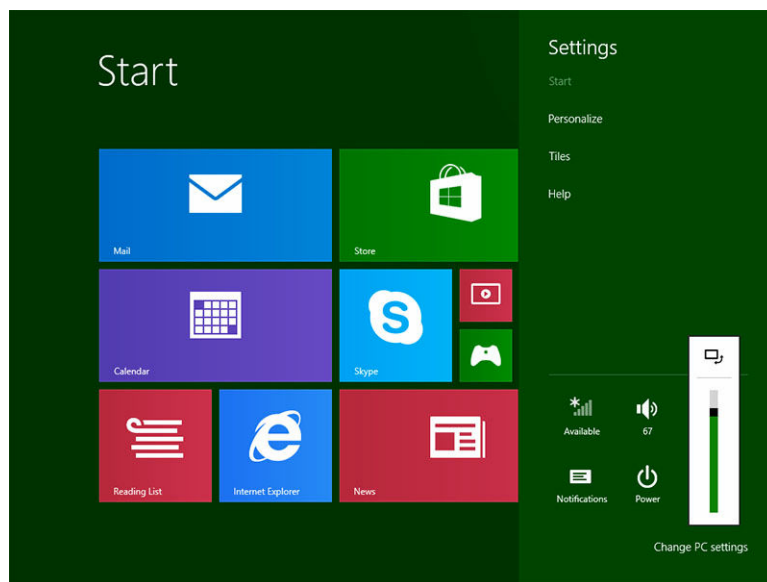 Start
Mail
Store
Calendar
Skype
Reading List
Internet Explorer
News
Settings
Start
Personalize
Tiles
Help
Available
67
Notifications
Power
Change PC settings